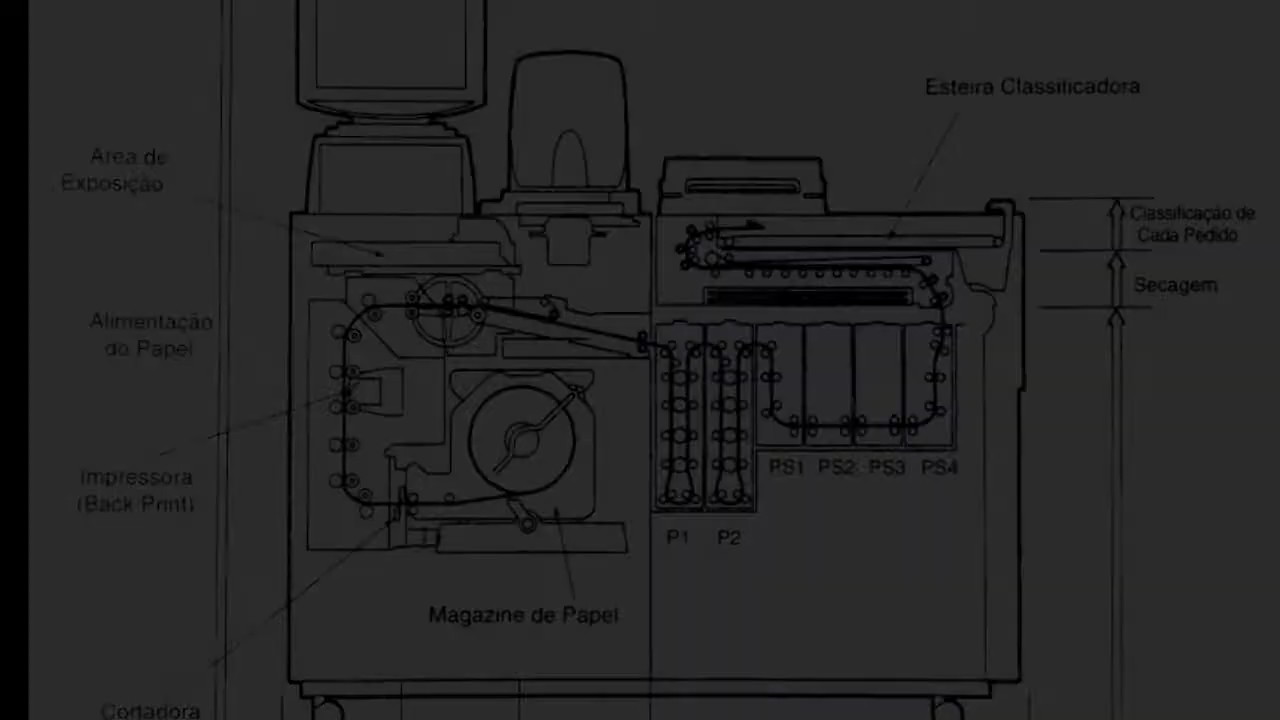 Esteira Classificadora
Área de
Exposição
Classificação de
Cada Pedido
Secagem
Alimentação
do Papel
Impressora
(Back Print)
PS1 PS2 PS3 PS4
P1 P2
Magazine de Papel
Cortadora